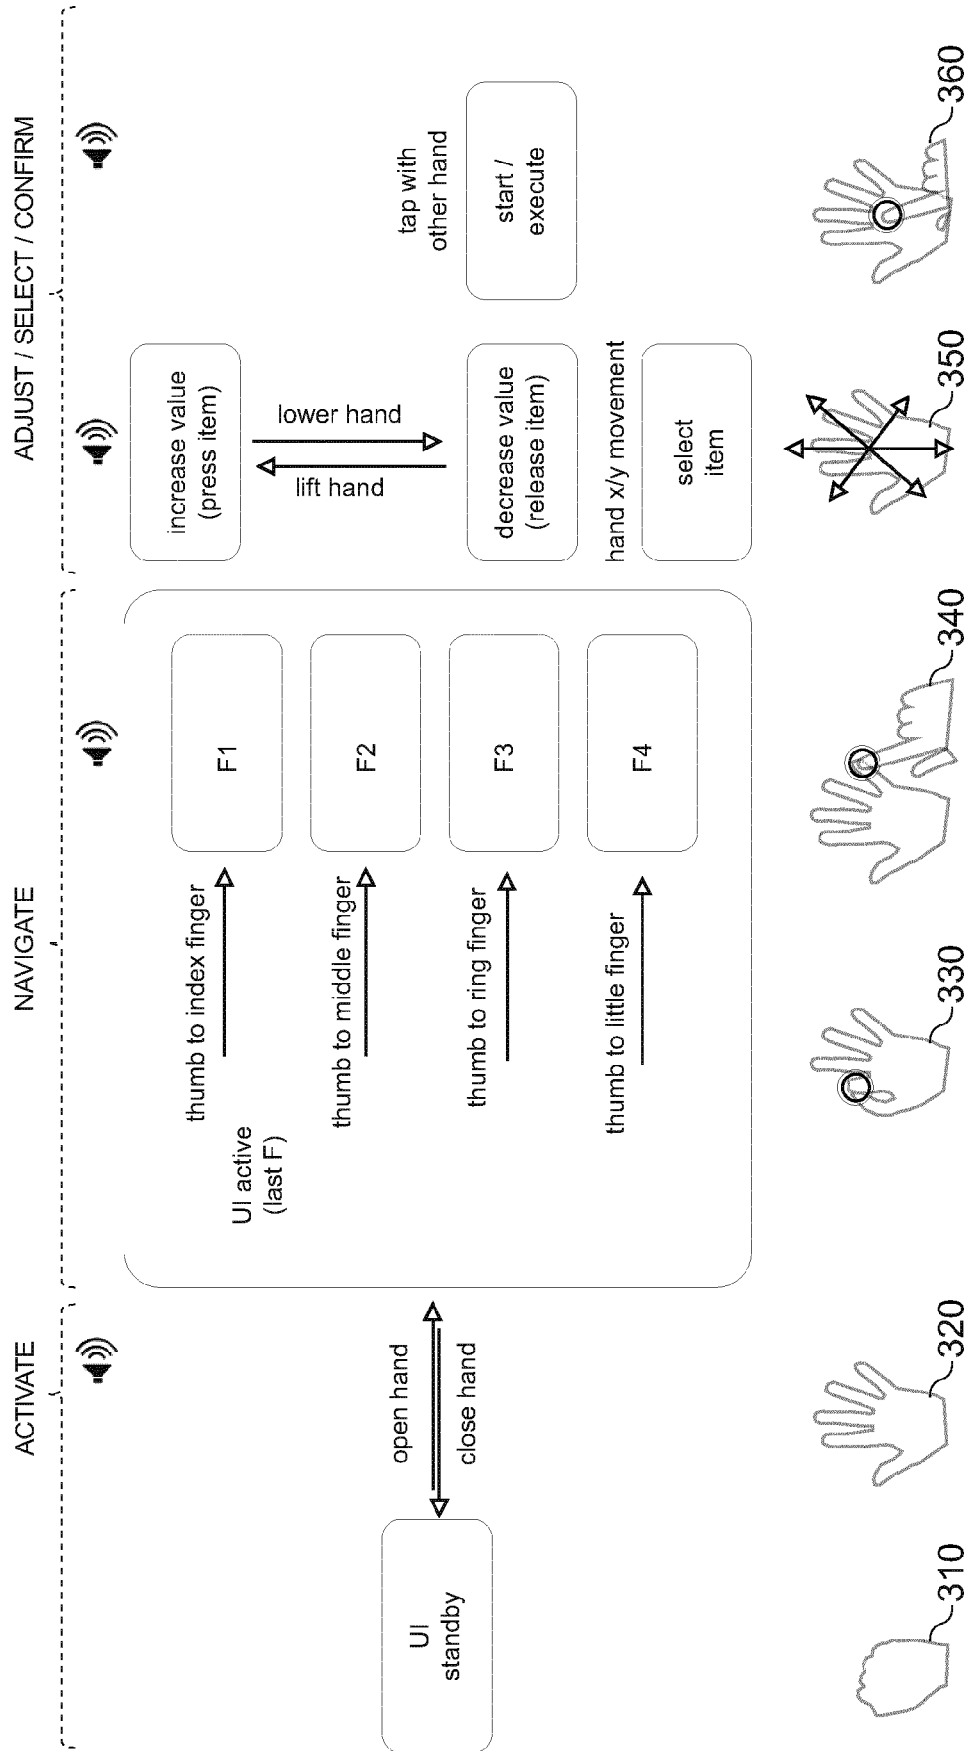 ACTIVATE
NAVIGATE
ADJUST / SELECT / CONFIRM
UI
standby
open hand
close hand
UI active
(last F)
thumb to index finger
F1
thumb to middle finger
F2
thumb to ring finger
F3
thumb to little finger
F4
increase value
(press item)
lift hand
lower hand
decrease value
(release item)
hand x/y movement
select
item
tap with
other hand
start /
execute
310
320
330
340
350
360